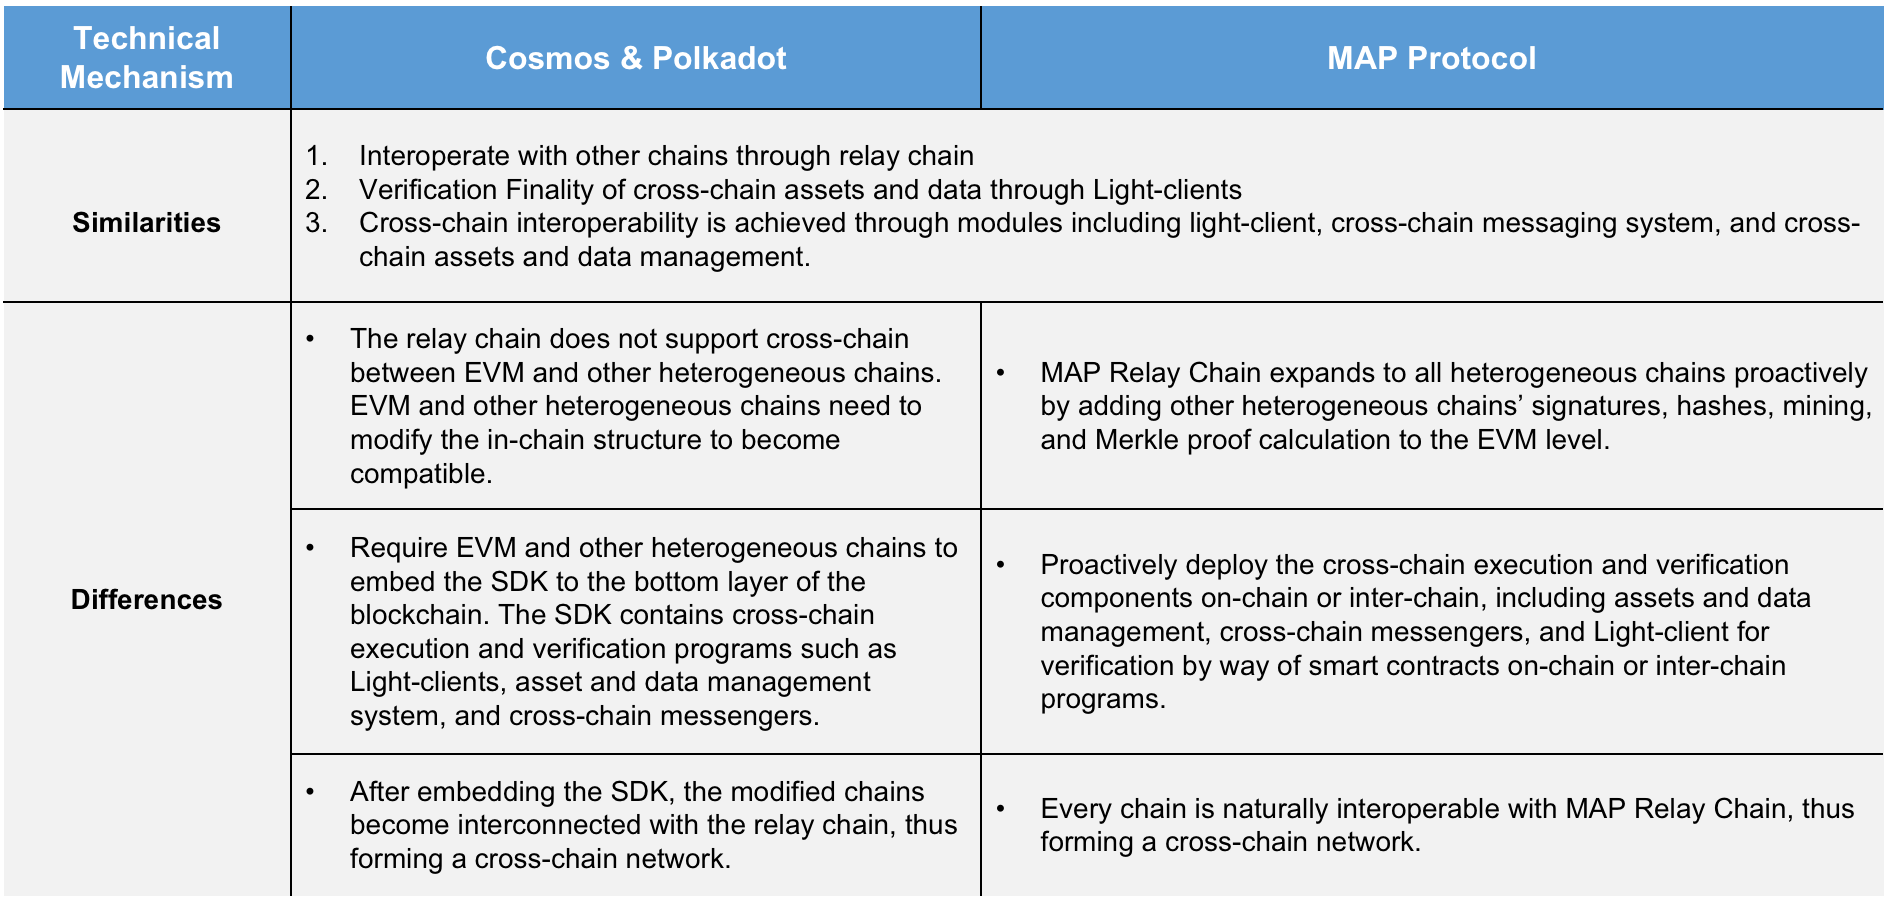 Technical
Mechanism
Cosmos & Polkadot
MAP Protocol
Similarities
1. Interoperate with other chains through relay chain
2. Verification Finality of cross-chain assets and data through Light-clients
3. Cross-chain interoperability is achieved through modules including light-client, cross-chain messaging system, and cross-
chain assets and data management.
Differences
• The relay chain does not support cross-chain
between EVM and other heterogeneous chains.
EVM and other heterogeneous chains need to
modify the in-chain structure to become
compatible.
• MAP Relay Chain expands to all heterogeneous chains proactively
by adding other heterogeneous chains’ signatures, hashes, mining,
and Merkle proof calculation to the EVM level.
• Require EVM and other heterogeneous chains to
embed the SDK to the bottom layer of the
blockchain. The SDK contains cross-chain
execution and verification programs such as
Light-clients, asset and data management
system, and cross-chain messengers.
• Proactively deploy the cross-chain execution and verification
components on-chain or inter-chain, including assets and data
management, cross-chain messengers, and Light-client for
verification by way of smart contracts on-chain or inter-chain
programs.
• After embedding the SDK, the modified chains
become interconnected with the relay chain, thus
forming a cross-chain network.
• Every chain is naturally interoperable with MAP Relay Chain, thus
forming a cross-chain network.